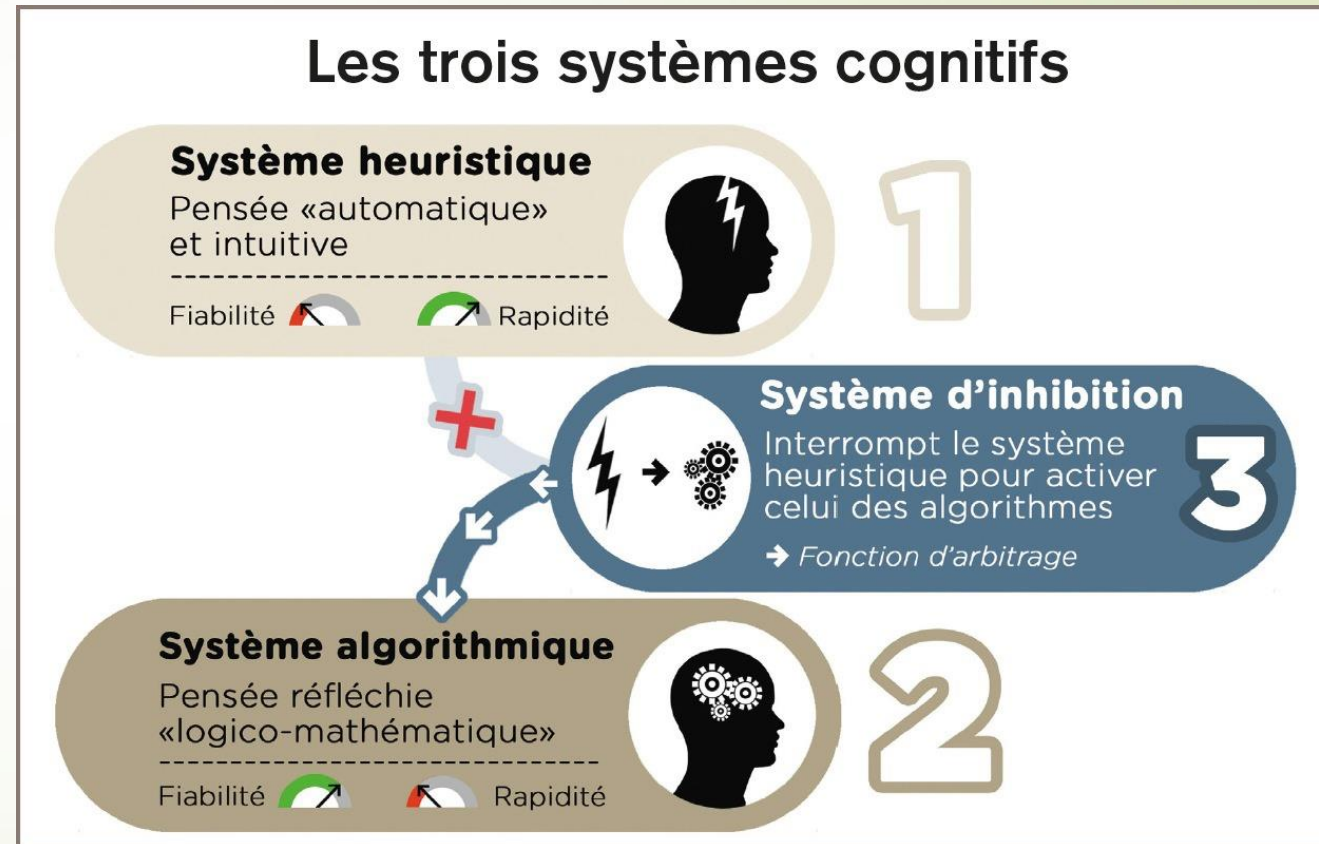 Les trois systèmes cognitifs
Système heuristique
Pensée «automatique»
et intuitive
Fiabilité
Rapidité
1
Système d’inhibition
Interrompt le système
heuristique pour activer
celui des algorithmes
→ Fonction d’arbitrage
3
Système algorithmique
Pensée réfléchie
«logico-mathématique»
Fiabilité
Rapidité
2